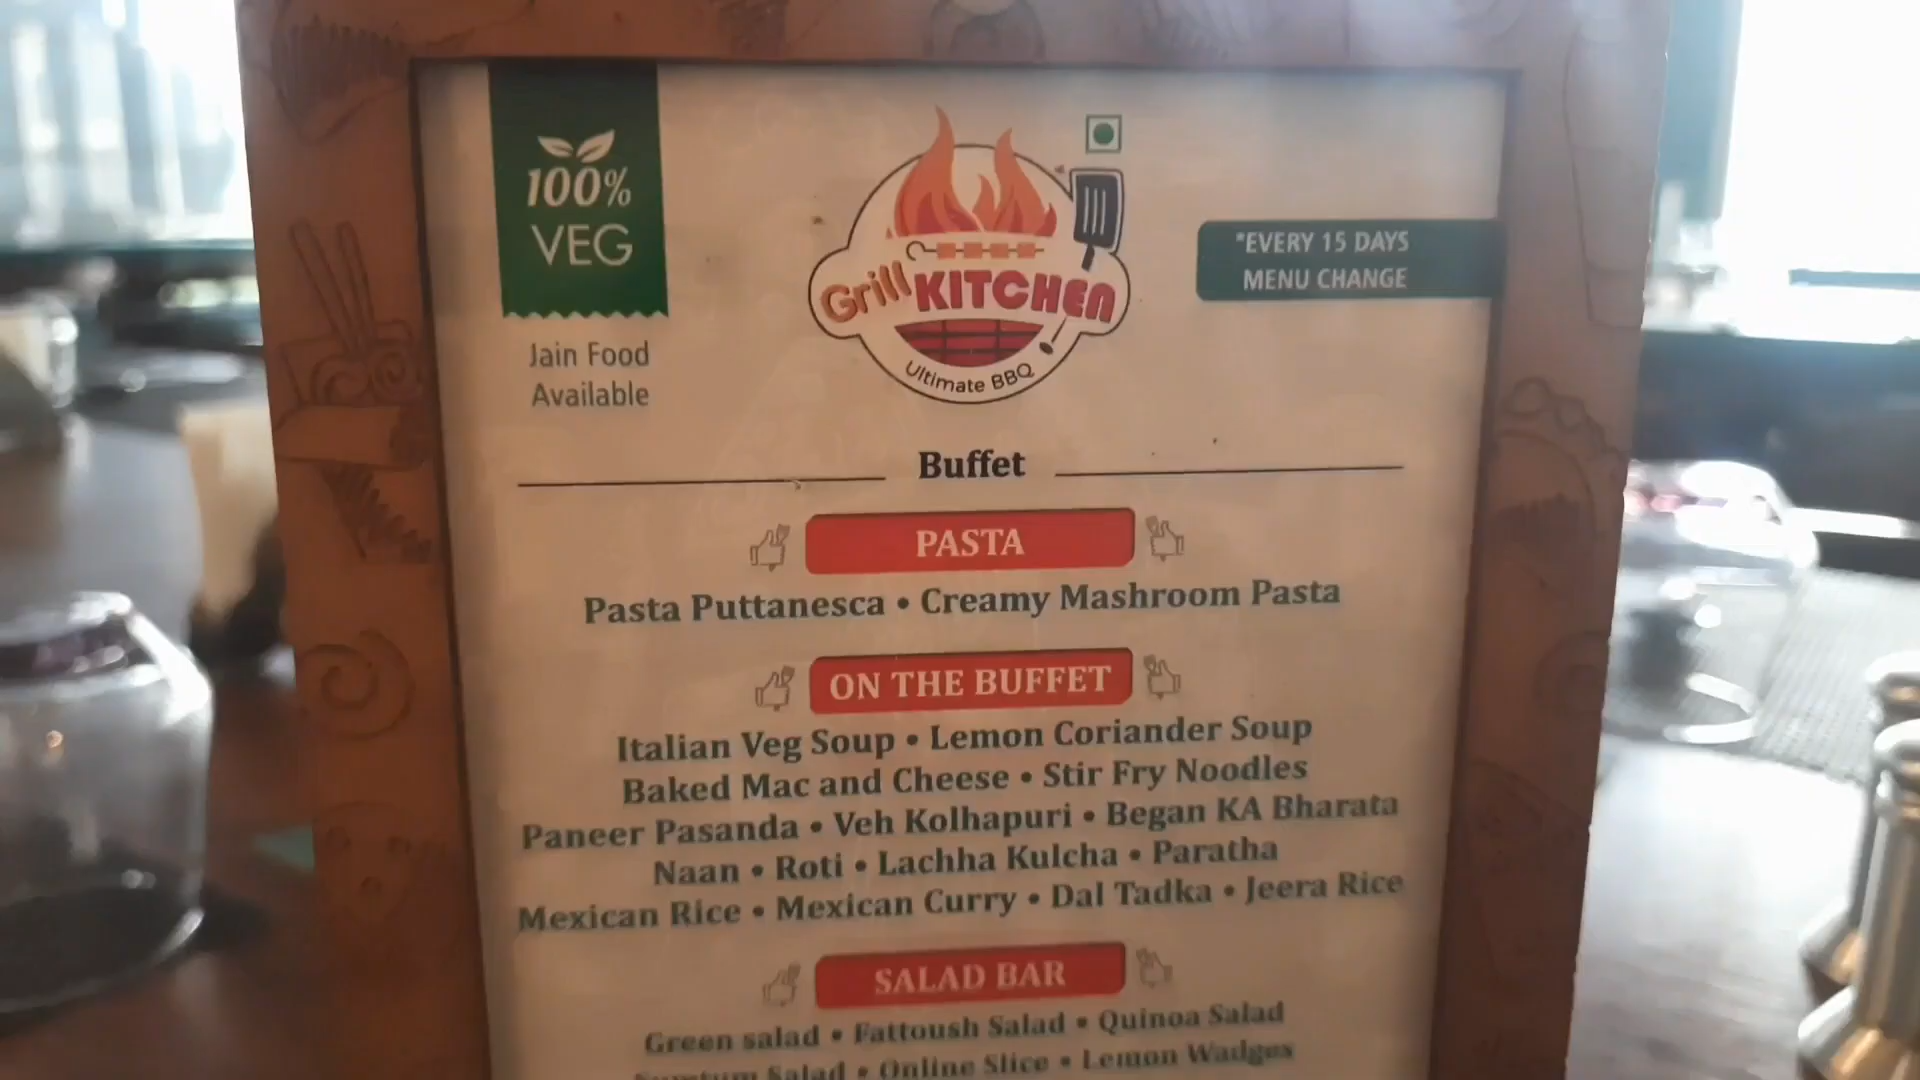 100%
VEG
Jain Food
Available
Grill KITCHEN
Ultimate BBQ
*EVERY 15 DAYS
MENU CHANGE
Buffet
PASTA
Pasta Puttanesca • Creamy Mashroom Pasta
ON THE BUFFET
Italian Veg Soup • Lemon Coriander Soup
Baked Mac and Cheese • Stir Fry Noodles
Paneer Pasanda • Veh Kolhapuri • Began KA Bharata
Naan • Roti • Lachha Kulcha • Paratha
Mexican Rice • Mexican Curry • Dal Tadka • Jeera Rice
SALAD BAR
Green salad • Fattoush Salad • Quinoa Salad
Salad • Online Slice • Lemon Wadges